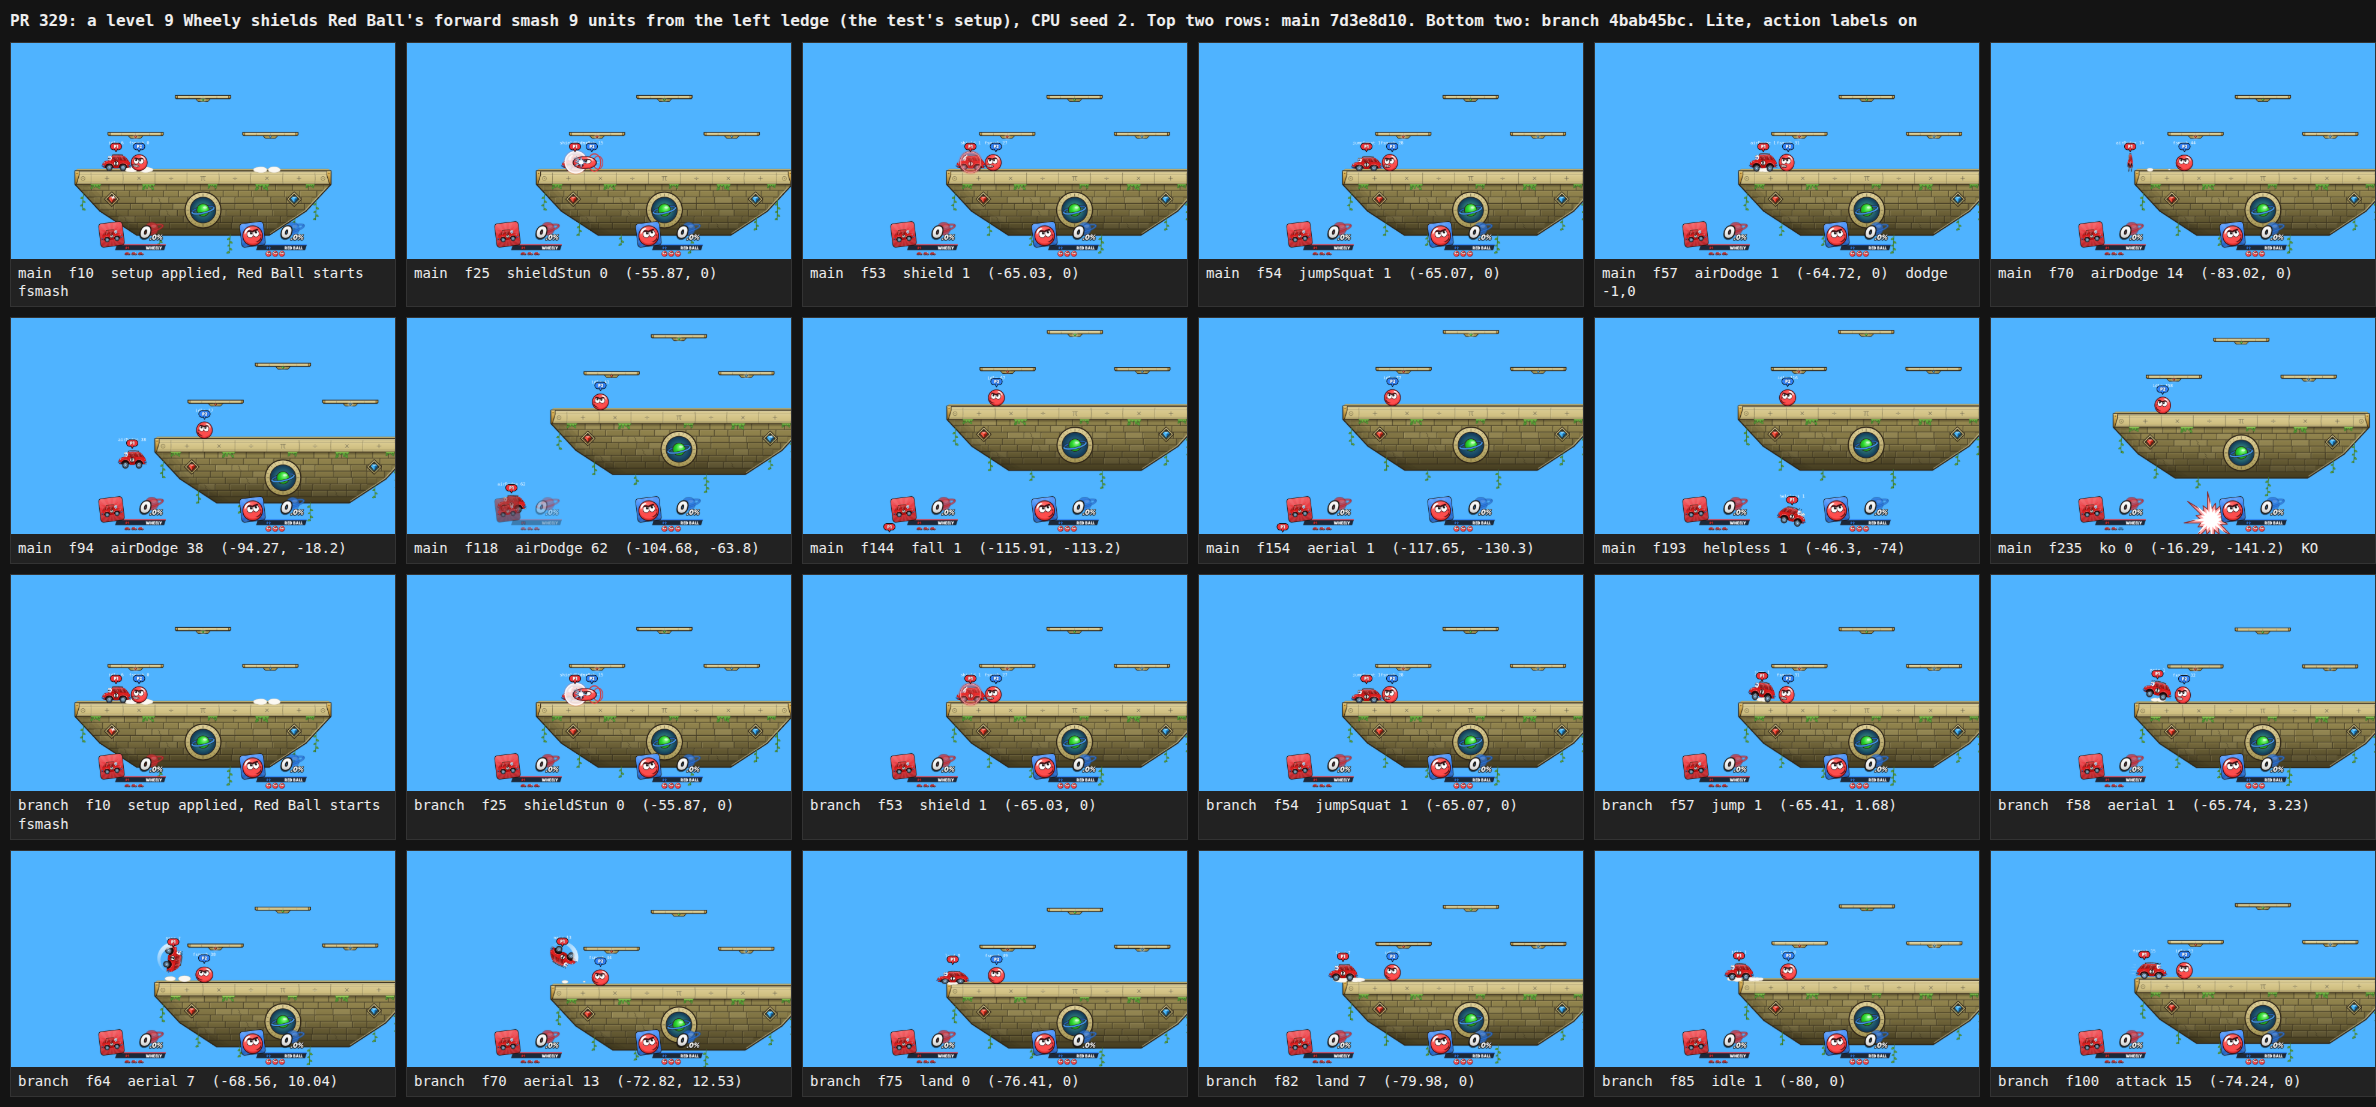 PR 329: a level 9 Wheely shields Red Ball's forward smash 9 units from the left ledge (the test's setup), CPU seed 2. Top two rows: main 7d3e8d10. Bottom two: branch 4bab45bc. Lite, action labels on
main  f10  setup applied, Red Ball starts
fsmash
main  f25  shieldStun 0  (-55.87, 0)
main  f53  shield 1  (-65.03, 0)
main  f54  jumpSquat 1  (-65.07, 0)
main  f57  airDodge 1  (-64.72, 0)  dodge
-1,0
main  f70  airDodge 14  (-83.02, 0)
main  f94  airDodge 38  (-94.27, -18.2)
main  f118  airDodge 62  (-104.68, -63.8)
main  f144  fall 1  (-115.91, -113.2)
main  f154  aerial 1  (-117.65, -130.3)
main  f193  helpless 1  (-46.3, -74)
main  f235  ko 0  (-16.29, -141.2)  KO
branch  f10  setup applied, Red Ball starts
fsmash
branch  f25  shieldStun 0  (-55.87, 0)
branch  f53  shield 1  (-65.03, 0)
branch  f54  jumpSquat 1  (-65.07, 0)
branch  f57  jump 1  (-65.41, 1.68)
branch  f58  aerial 1  (-65.74, 3.23)
branch  f64  aerial 7  (-68.56, 10.04)
branch  f70  aerial 13  (-72.82, 12.53)
branch  f75  land 0  (-76.41, 0)
branch  f82  land 7  (-79.98, 0)
branch  f85  idle 1  (-80, 0)
branch  f100  attack 15  (-74.24, 0)